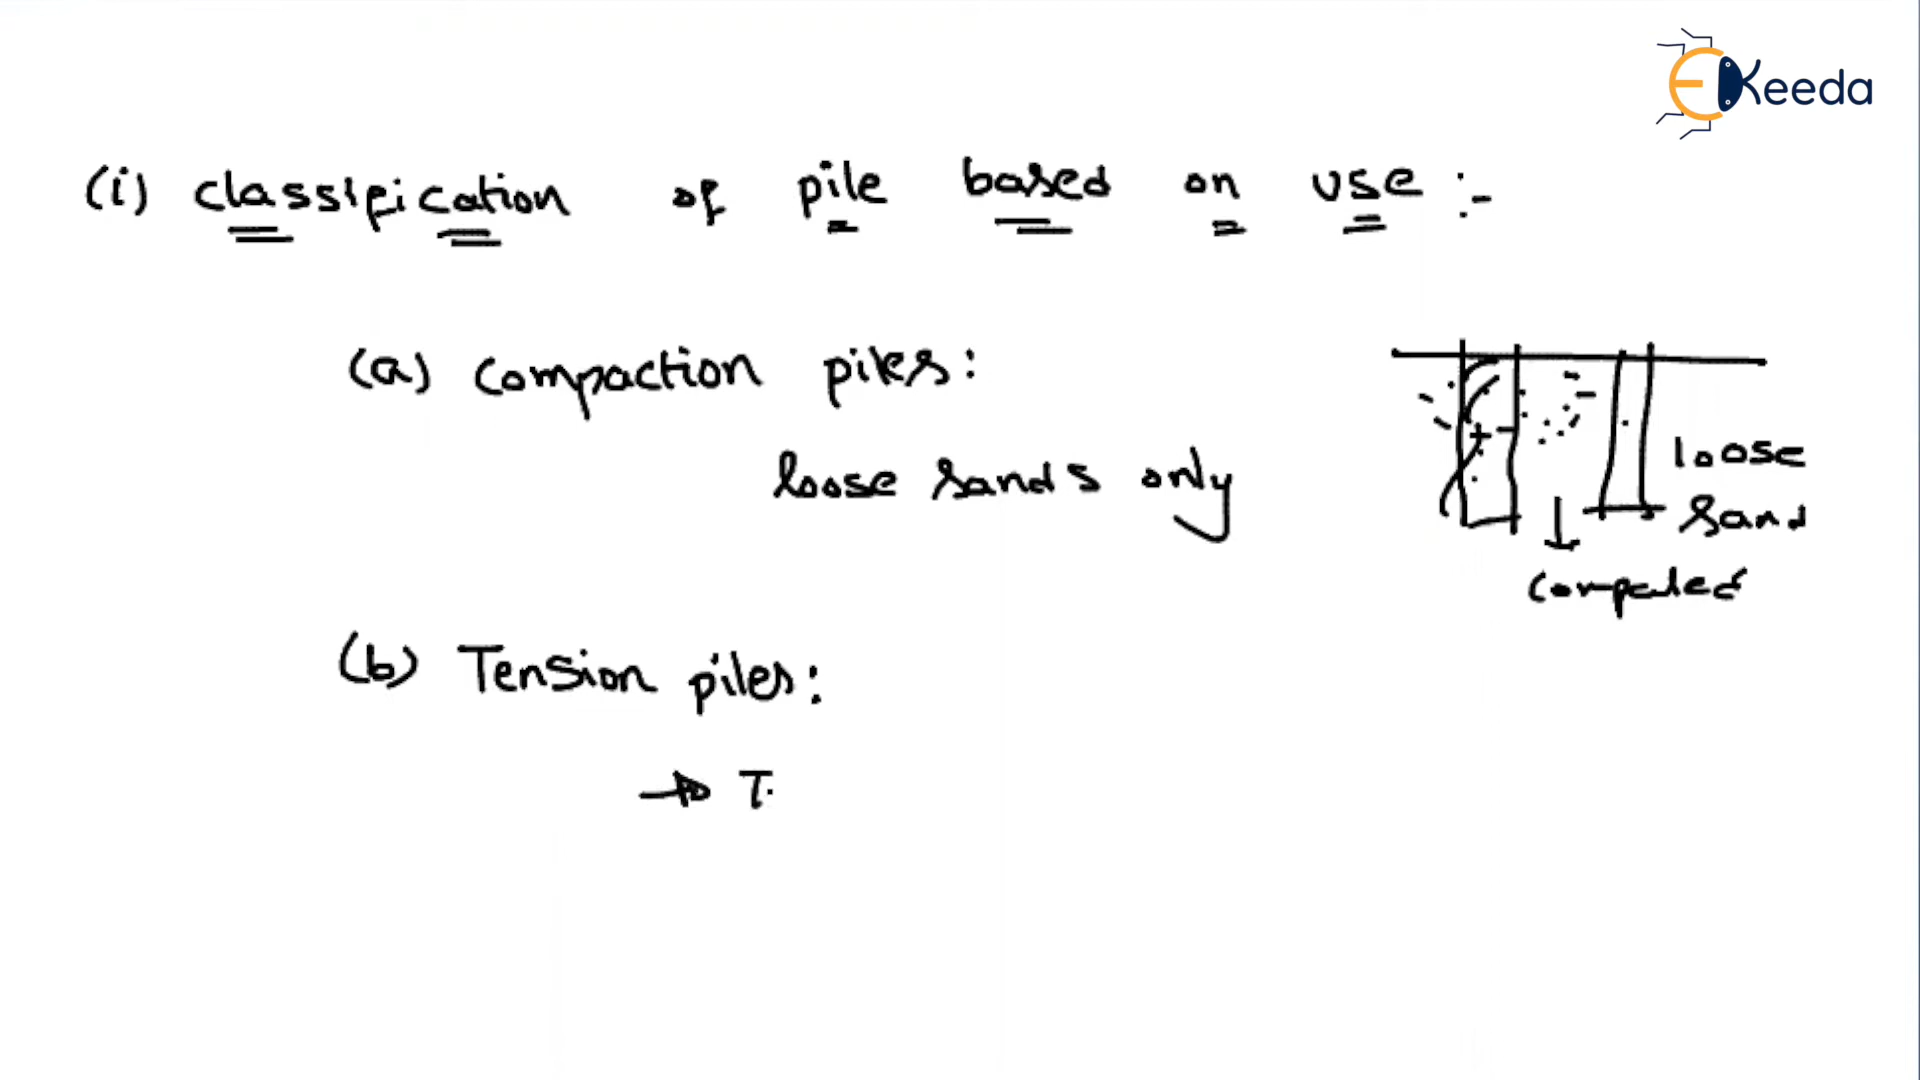 EKeeda
(i) classification of pile based on use :-
(a) compaction piles:
loose sands only
loose
sand
compacted
(b) Tension piles:
→ T